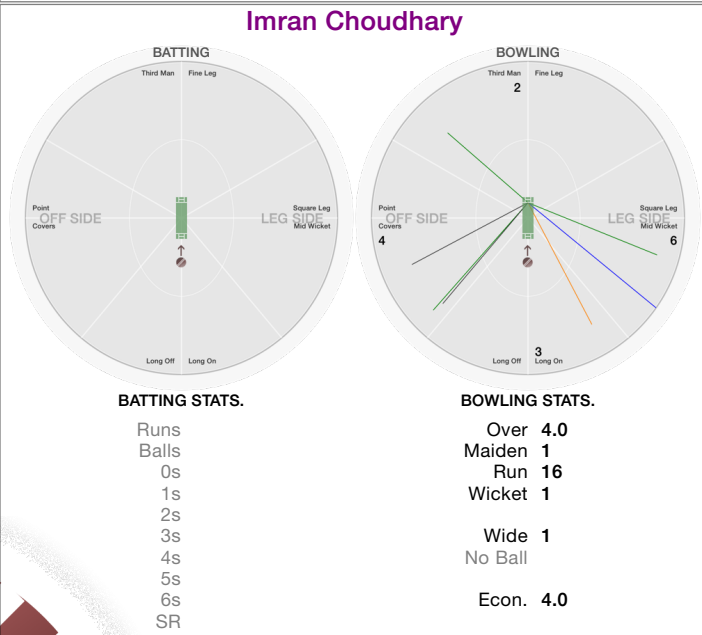 Imran Choudhary
BATTING
Third Man Fine Leg
Point
OFF SIDE
Covers
Square Leg
LEG SIDE
Mid Wicket
Long Off Long On
BATTING STATS.
Runs
Balls
0s
1s
2s
3s
4s
5s
6s
SR
BOWLING
Third Man Fine Leg
2
Point
OFF SIDE
Covers
4
Square Leg
LEG SIDE
Mid Wicket
6
3
Long Off Long On
BOWLING STATS.
Over 4.0
Maiden 1
Run 16
Wicket 1
Wide 1
No Ball
Econ. 4.0